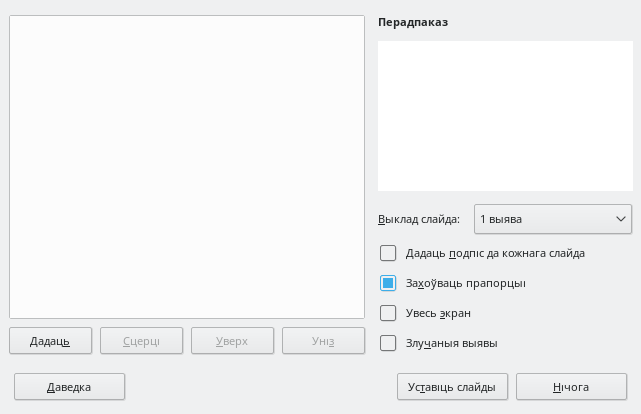 Перадпаказ
Выклад слайда: 1 выява
Дадаць подпіс да кожнага слайда
Захоўваць прапорцыі
Увесь экран
Злучаныя выявы
Дадаць Сцерці Уверх Уніз
Даведка Уставіць слайды Нічога